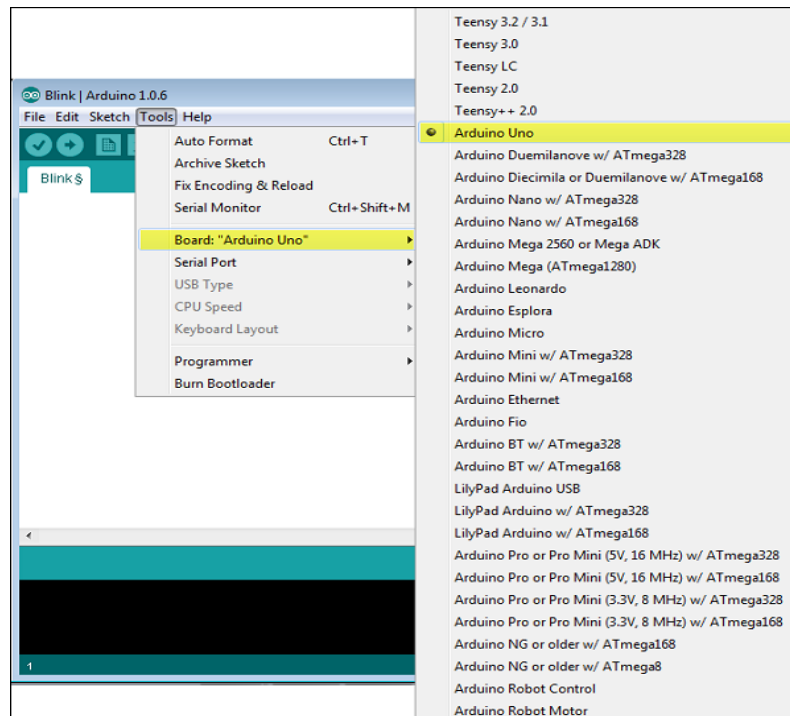 Blink | Arduino 1.0.6
File Edit Sketch Tools Help
Blink §
Auto Format Ctrl+T
Archive Sketch
Fix Encoding & Reload
Serial Monitor Ctrl+Shift+M
Board: "Arduino Uno"
Serial Port
USB Type
CPU Speed
Keyboard Layout
Programmer
Burn Bootloader
1
Teensy 3.2 / 3.1
Teensy 3.0
Teensy LC
Teensy 2.0
Teensy++ 2.0
Arduino Uno
Arduino Duemilanove w/ ATmega328
Arduino Diecimila or Duemilanove w/ ATmega168
Arduino Nano w/ ATmega328
Arduino Nano w/ ATmega168
Arduino Mega 2560 or Mega ADK
Arduino Mega (ATmega1280)
Arduino Leonardo
Arduino Esplora
Arduino Micro
Arduino Mini w/ ATmega328
Arduino Mini w/ ATmega168
Arduino Ethernet
Arduino Fio
Arduino BT w/ ATmega328
Arduino BT w/ ATmega168
LilyPad Arduino USB
LilyPad Arduino w/ ATmega328
LilyPad Arduino w/ ATmega168
Arduino Pro or Pro Mini (5V, 16 MHz) w/ ATmega328
Arduino Pro or Pro Mini (5V, 16 MHz) w/ ATmega168
Arduino Pro or Pro Mini (3.3V, 8 MHz) w/ ATmega328
Arduino Pro or Pro Mini (3.3V, 8 MHz) w/ ATmega168
Arduino NG or older w/ ATmega168
Arduino NG or older w/ ATmega8
Arduino Robot Control
Arduino Robot Motor